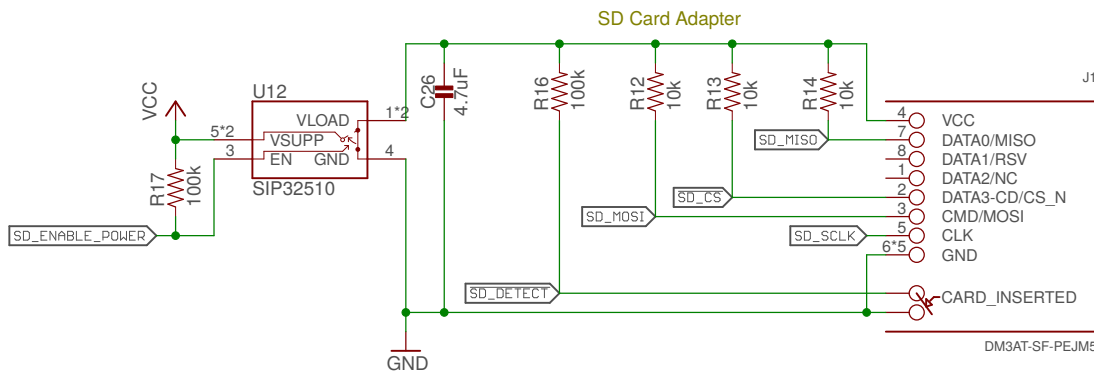 SD Card Adapter
J1
VCC
U12
VLOAD
VSUPP
EN
GND
SIP32510
1*2
5*2
3
4
R17
100k
SD_ENABLE_POWER
C26
4.7uF
R16
100k
R12
10k
R13
10k
R14
10k
SD_MISO
SD_CS
SD_MOSI
SD_SCLK
SD_DETECT
4 VCC
7 DATA0/MISO
8 DATA1/RSV
1 DATA2/NC
2 DATA3-CD/CS_N
3 CMD/MOSI
5 CLK
6*5 GND
CARD_INSERTED
GND
DM3AT-SF-PEJM5